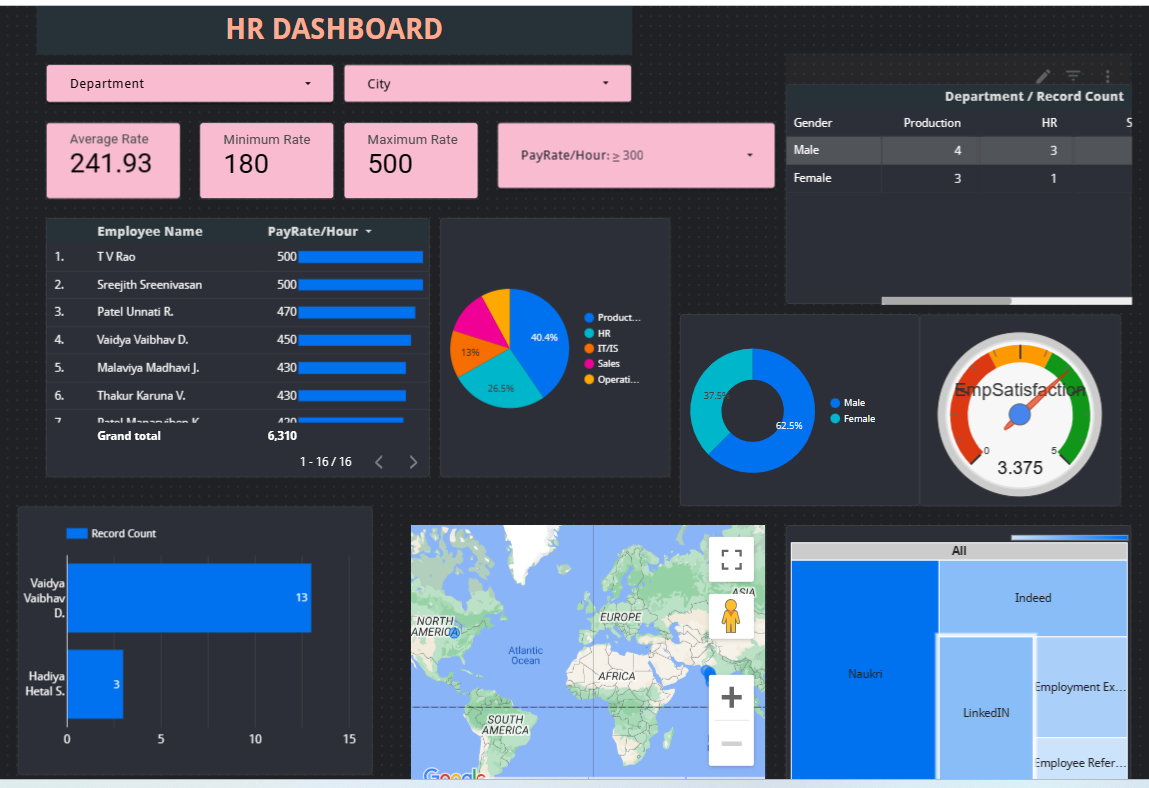 HR DASHBOARD
Department
City
Average Rate
241.93
Minimum Rate
180
Maximum Rate
500
PayRate/Hour: ≥ 300
Department / Record Count
Gender Production HR S
Male 4 3
Female 3 1
Employee Name PayRate/Hour
1. T V Rao 500
2. Sreejith Sreenivasan 500
3. Patel Unnati R. 470
4. Vaidya Vaibhav D. 450
5. Malaviya Madhavi J. 430
6. Thakur Karuna V. 430
Grand total 6,310
1 - 16 / 16
40.4%
13%
26.5%
Product...
HR
IT/IS
Sales
Operati...
37.5%
62.5%
Male
Female
EmpSatisfaction
0 5
3.375
Record Count
Vaidya
Vaibhav
D.
13
Hadiya
Hetal S.
3
0 5 10 15
NORTH
AMERICA
EUROPE
ASIA
Atlantic
Ocean
AFRICA
SOUTH
AMERICA
Google
All
Naukri
Indeed
LinkedIN
Employment Ex...
Employee Refer...